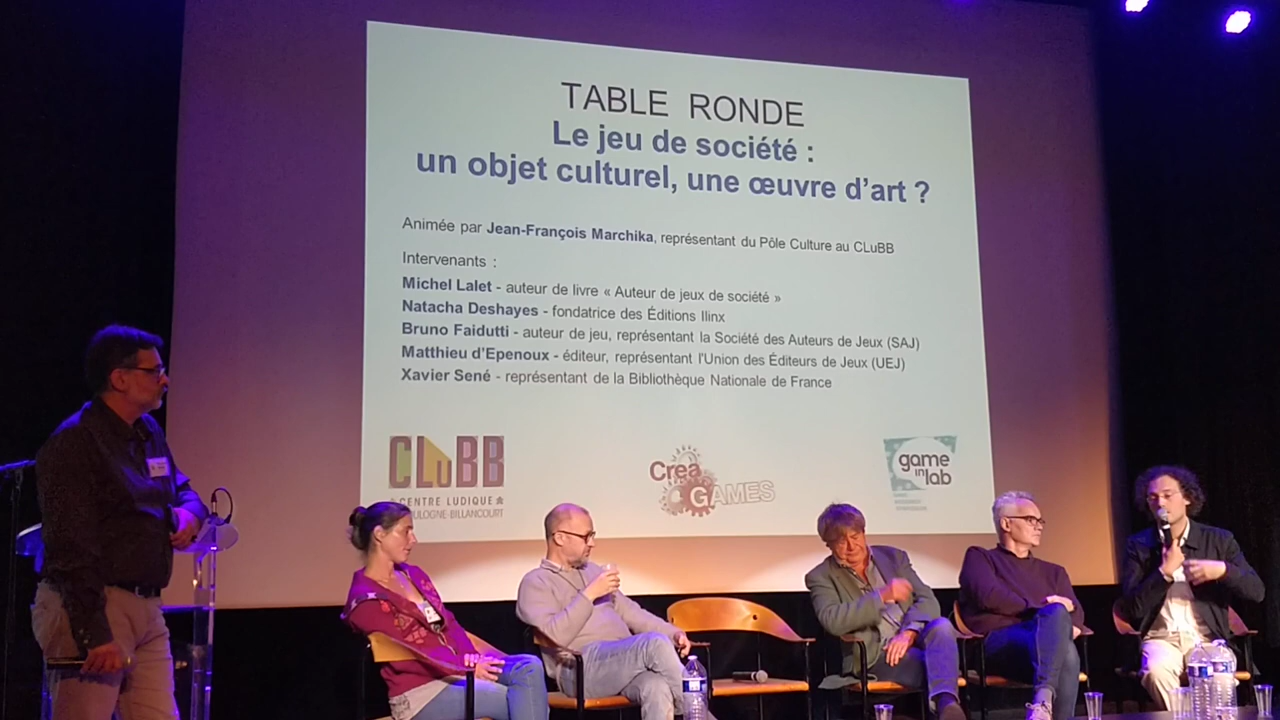 TABLE RONDE
Le jeu de société :
un objet culturel, une œuvre d'art ?
Animée par Jean-François Marchika, représentant du Pôle Culture au CLuBB
Intervenants :
Michel Lalet - auteur de livre « Auteur de jeux de société »
Natacha Deshayes - fondatrice des Éditions Ilinx
Bruno Faidutti - auteur de jeu, représentant la Société des Auteurs de Jeux (SAJ)
Matthieu d'Epenoux - éditeur, représentant l'Union des Éditeurs de Jeux (UEJ)
Xavier Sené - représentant de la Bibliothèque Nationale de France
CLuBB
CENTRE LUDIQUE
OULOGNE-BILLANCOURT
Crea
GAMES
game
in
lab